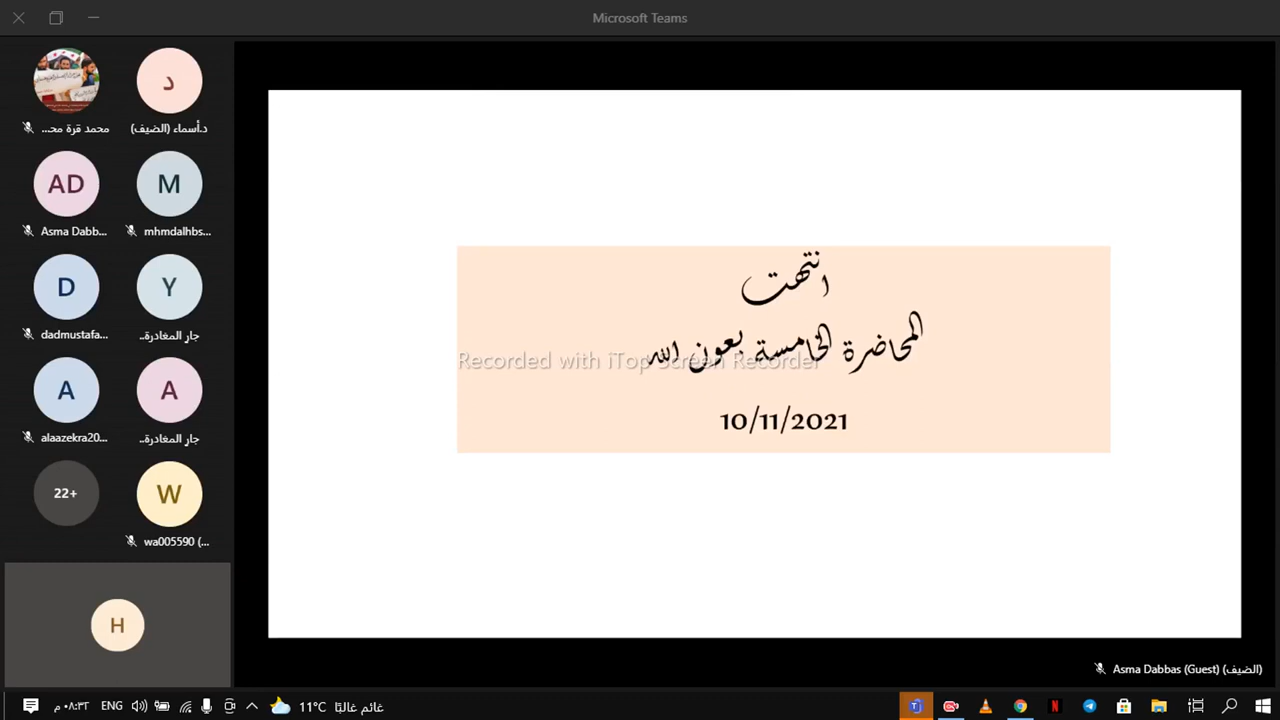 Microsoft Teams
د.أسماء (الضيف)
محمد قرة محـ...
د
AD
M
Asma Dabb...
mhmdalhbs...
D
Y
dadmustafa...
جارٍ المغادرة..
A
A
alaazekra20...
جارٍ المغادرة..
22+
W
wa005590 (...
H
انتهت
المحاضرة الخامسة بعون الله
Recorded with iTop Screen Recorder
10/11/2021
Asma Dabbas (Guest) (الضيف)
ENG
٠٨:٣٢ م
11°C
غائم غالبًا